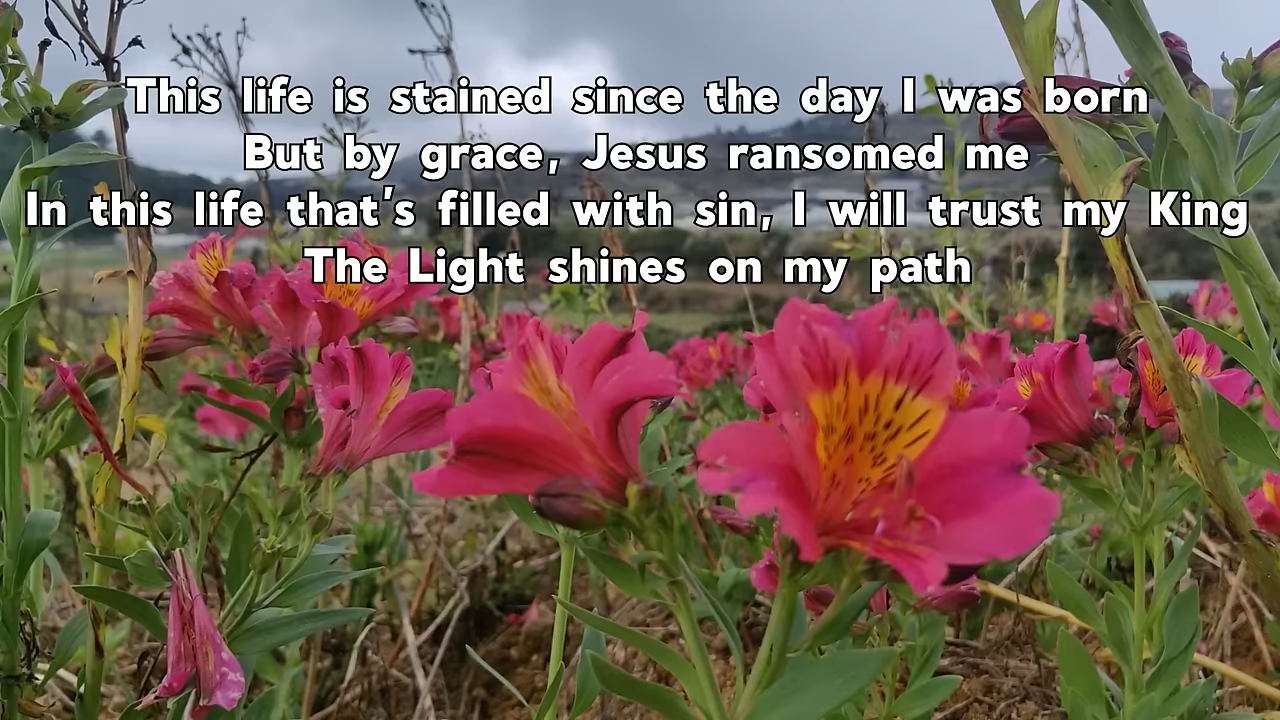 This life is stained since the day I was born
But by grace, Jesus ransomed me
In this life that's filled with sin, I will trust my King
The Light shines on my path